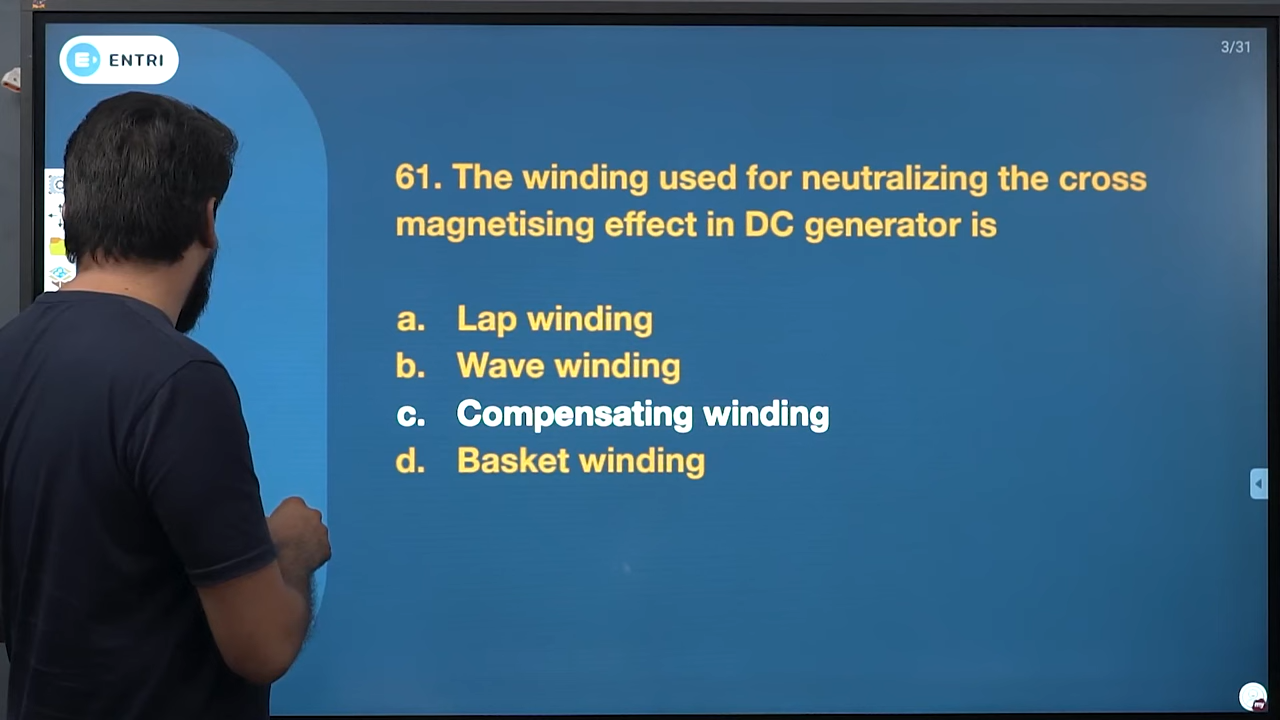 ENTRI
3/31
61. The winding used for neutralizing the cross
magnetising effect in DC generator is
a. Lap winding
b. Wave winding
c. Compensating winding
d. Basket winding